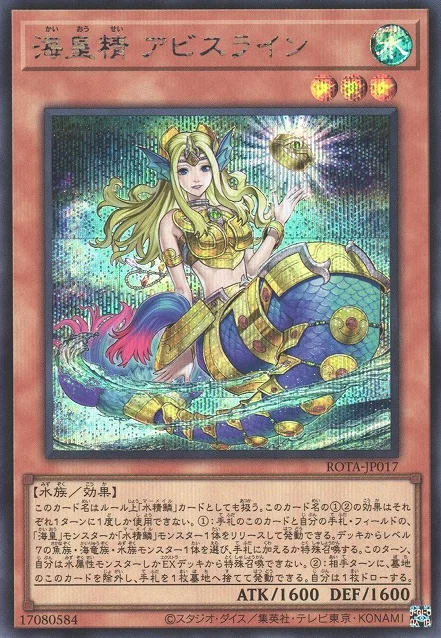 海皇精 アビスライン
水
ROTA-JP017
【水族／効果】
このカード名はルール上「水精鱗」カードとしても扱う。このカード名の①②の効果はそれ
ぞれ1ターンに1度しか使用できない。①：手札のこのカードと自分の手札・フィールドの、
「海皇」モンスターか「水精鱗」モンスター1体をリリースして発動できる。デッキからレベル
7の魚族・海竜族・水族モンスター1体を選び、手札に加えるか特殊召喚する。このターン、
自分は水属性モンスターしかEXデッキから特殊召喚できない。②：相手ターンに、墓地の
このカードを除外し、手札を1枚墓地へ捨てて発動できる。自分は1枚ドローする。
ATK/1600 DEF/1600
17080584
©スタジオ・ダイス／集英社・テレビ東京・KONAMI